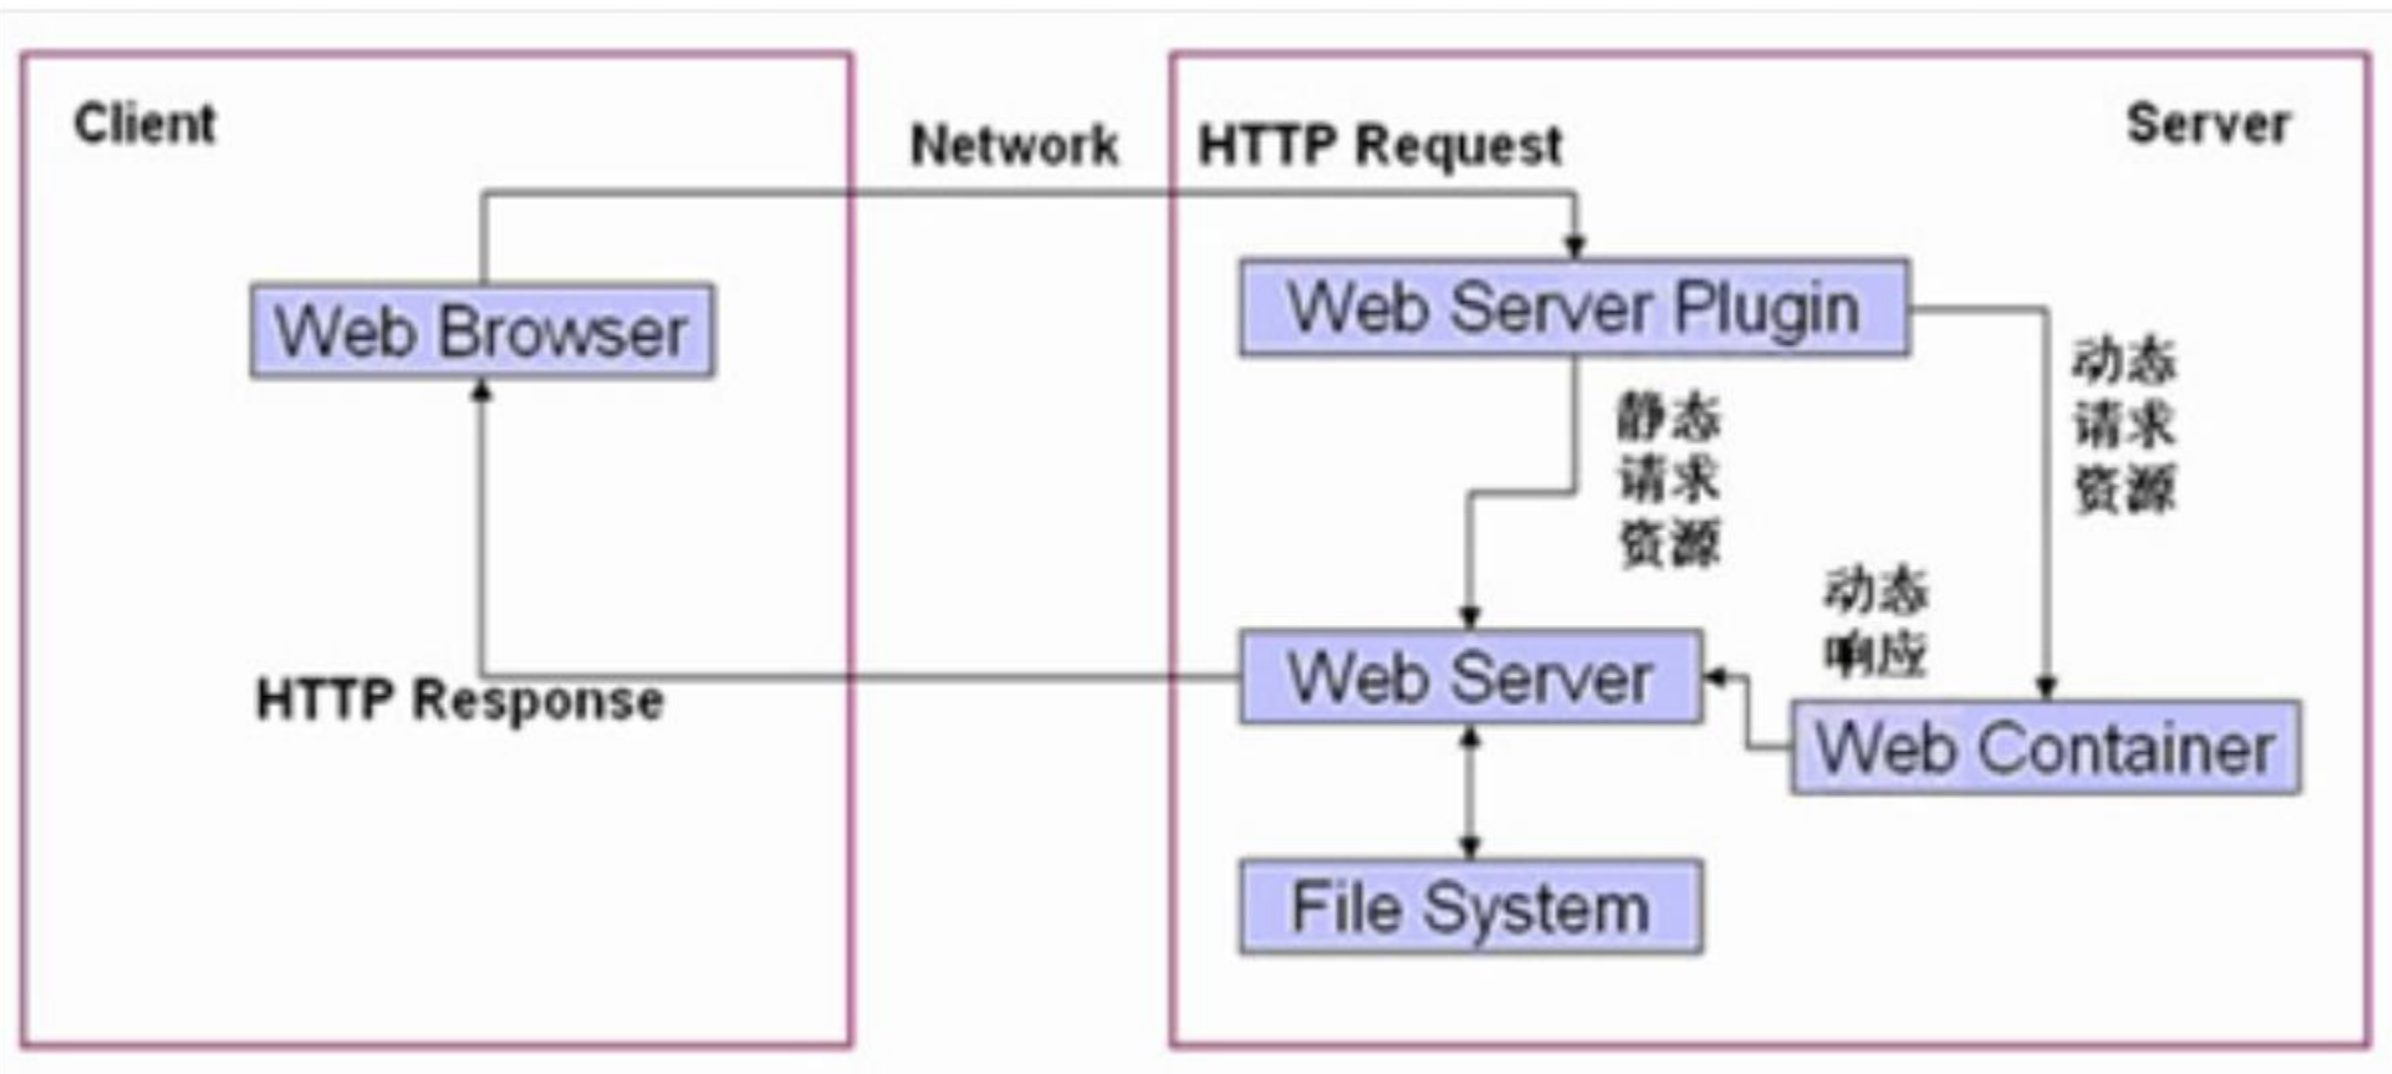 Client
Network
HTTP Request
Server
Web Browser
Web Server Plugin
动态
请求
资源
静态
请求
资源
动态
响应
HTTP Response
Web Server
Web Container
File System